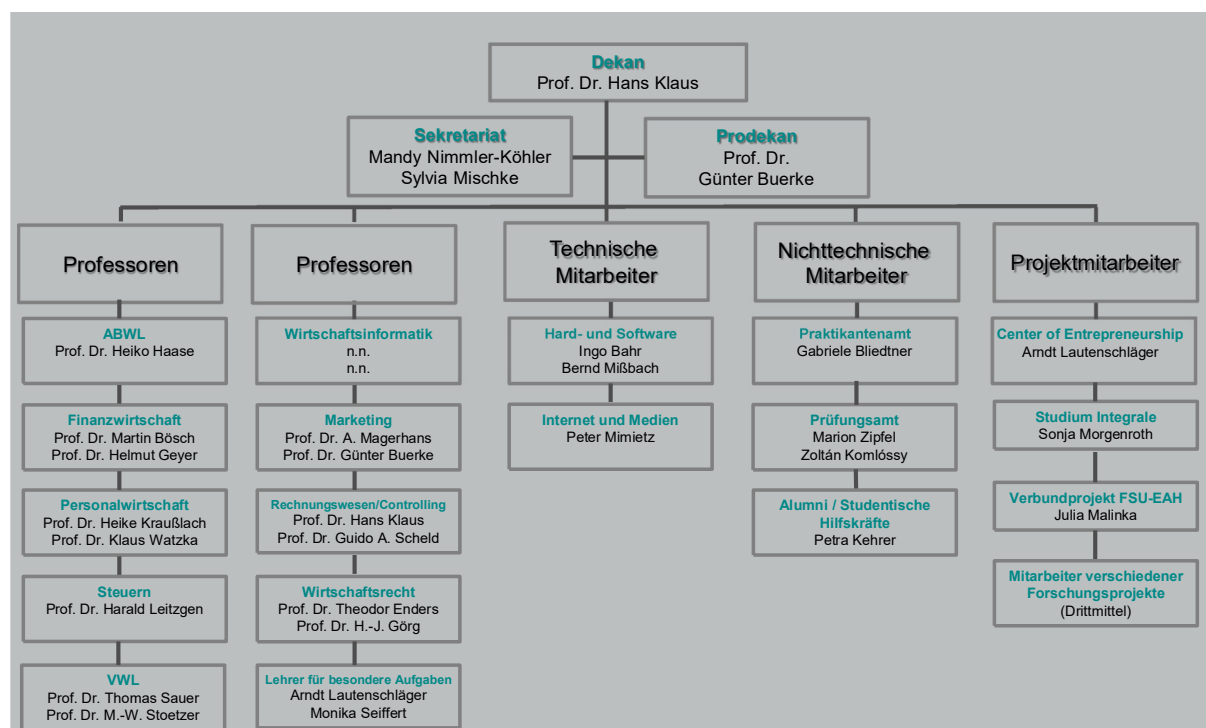 Dekan
Prof. Dr. Hans Klaus
Sekretariat
Mandy Nimmler-Köhler
Sylvia Mischke
Prodekan
Prof. Dr.
Günter Buerke
Professoren
ABWL
Prof. Dr. Heiko Haase
Finanzwirtschaft
Prof. Dr. Martin Bösch
Prof. Dr. Helmut Geyer
Personalwirtschaft
Prof. Dr. Heike Kraußlach
Prof. Dr. Klaus Watzka
Steuern
Prof. Dr. Harald Leitzgen
VWL
Prof. Dr. Thomas Sauer
Prof. Dr. M.-W. Stoetzer
Professoren
Wirtschaftsinformatik
n.n.
n.n.
Marketing
Prof. Dr. A. Magerhans
Prof. Dr. Günter Buerke
Rechnungswesen/Controlling
Prof. Dr. Hans Klaus
Prof. Dr. Guido A. Scheld
Wirtschaftsrecht
Prof. Dr. Theodor Enders
Prof. Dr. H.-J. Görg
Lehrer für besondere Aufgaben
Arndt Lautenschläger
Monika Seiffert
Technische
Mitarbeiter
Hard- und Software
Ingo Bahr
Bernd Mißbach
Internet und Medien
Peter Mimietz
Nichttechnische
Mitarbeiter
Praktikantenamt
Gabriele Bliedtner
Prüfungsamt
Marion Zipfel
Zoltán Komlóssy
Alumni / Studentische
Hilfskräfte
Petra Kehrer
Projektmitarbeiter
Center of Entrepreneurship
Arndt Lautenschläger
Studium Integrale
Sonja Morgenroth
Verbundprojekt FSU-EAH
Julia Malinka
Mitarbeiter verschiedener
Forschungsprojekte
(Drittmittel)